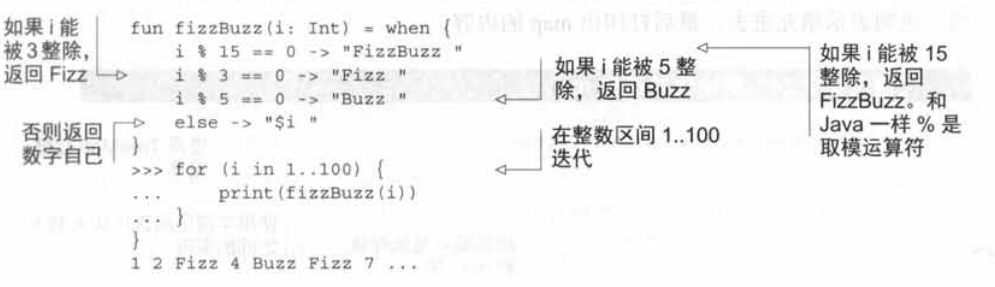 fun fizzBuzz(i: Int) = when {
i % 15 == 0 -> "FizzBuzz "
i % 3 == 0 -> "Fizz "
i % 5 == 0 -> "Buzz "
else -> "$i "
}
>>> for (i in 1..100) {
... print(fizzBuzz(i))
... }
}
1 2 Fizz 4 Buzz Fizz 7 ...
如果 i 能
被 3 整除，
返回 Fizz
否则返回
数字自己
如果 i 能被 5 整
除，返回 Buzz
在整数区间 1..100
迭代
如果 i 能被 15
整除，返回
FizzBuzz。和
Java 一样 % 是
取模运算符